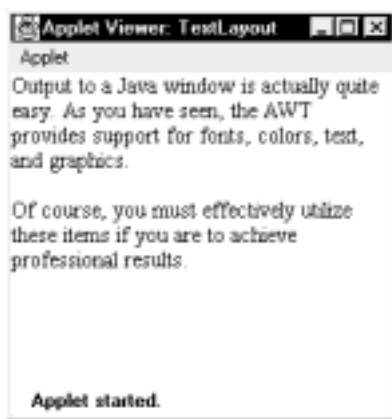 Applet Viewer: TextLayout
Applet
Output to a Java window is actually quite
easy. As you have seen, the AWT
provides support for fonts, colors, text,
and graphics.
Of course, you must effectively utilize
these items if you are to achieve
professional results.
Applet started.